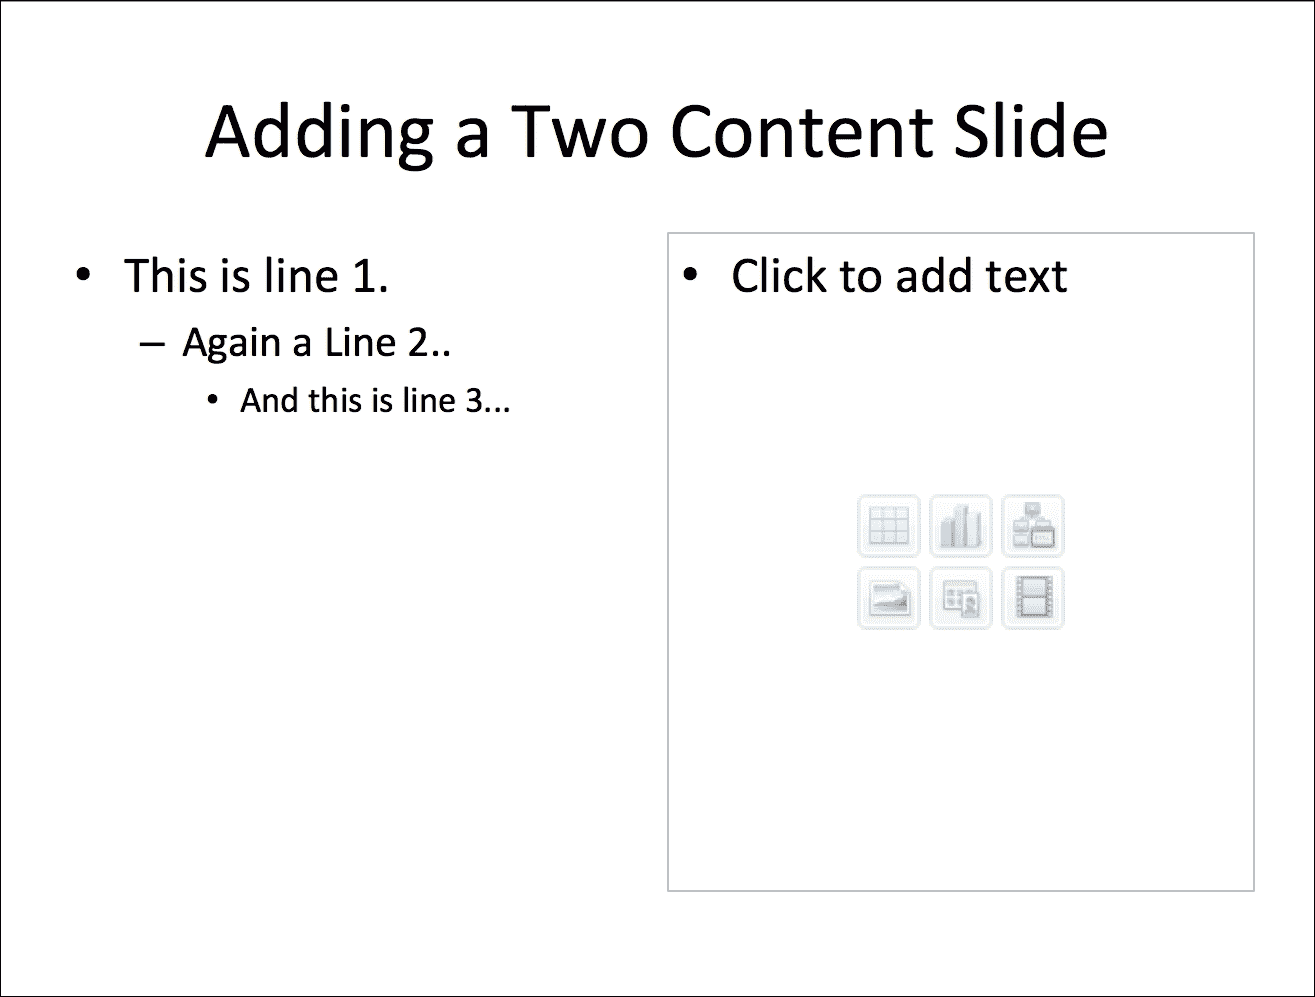 Adding a Two Content Slide
• This is line 1.
– Again a Line 2..
• And this is line 3...
• Click to add text